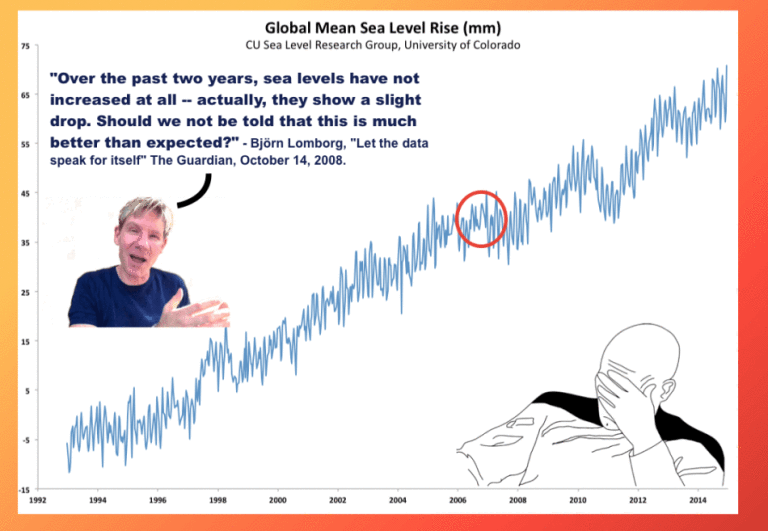 Global Mean Sea Level Rise (mm)
CU Sea Level Research Group, University of Colorado
75
"Over the past two years, sea levels have not
increased at all -- actually, they show a slight
drop. Should we not be told that this is much
better than expected?" - Björn Lomborg, "Let the data
speak for itself" The Guardian, October 14, 2008.
65
55
45
35
25
15
5
-5
-15
1992 1994 1996 1998 2000 2002 2004 2006 2008 2010 2012 2014